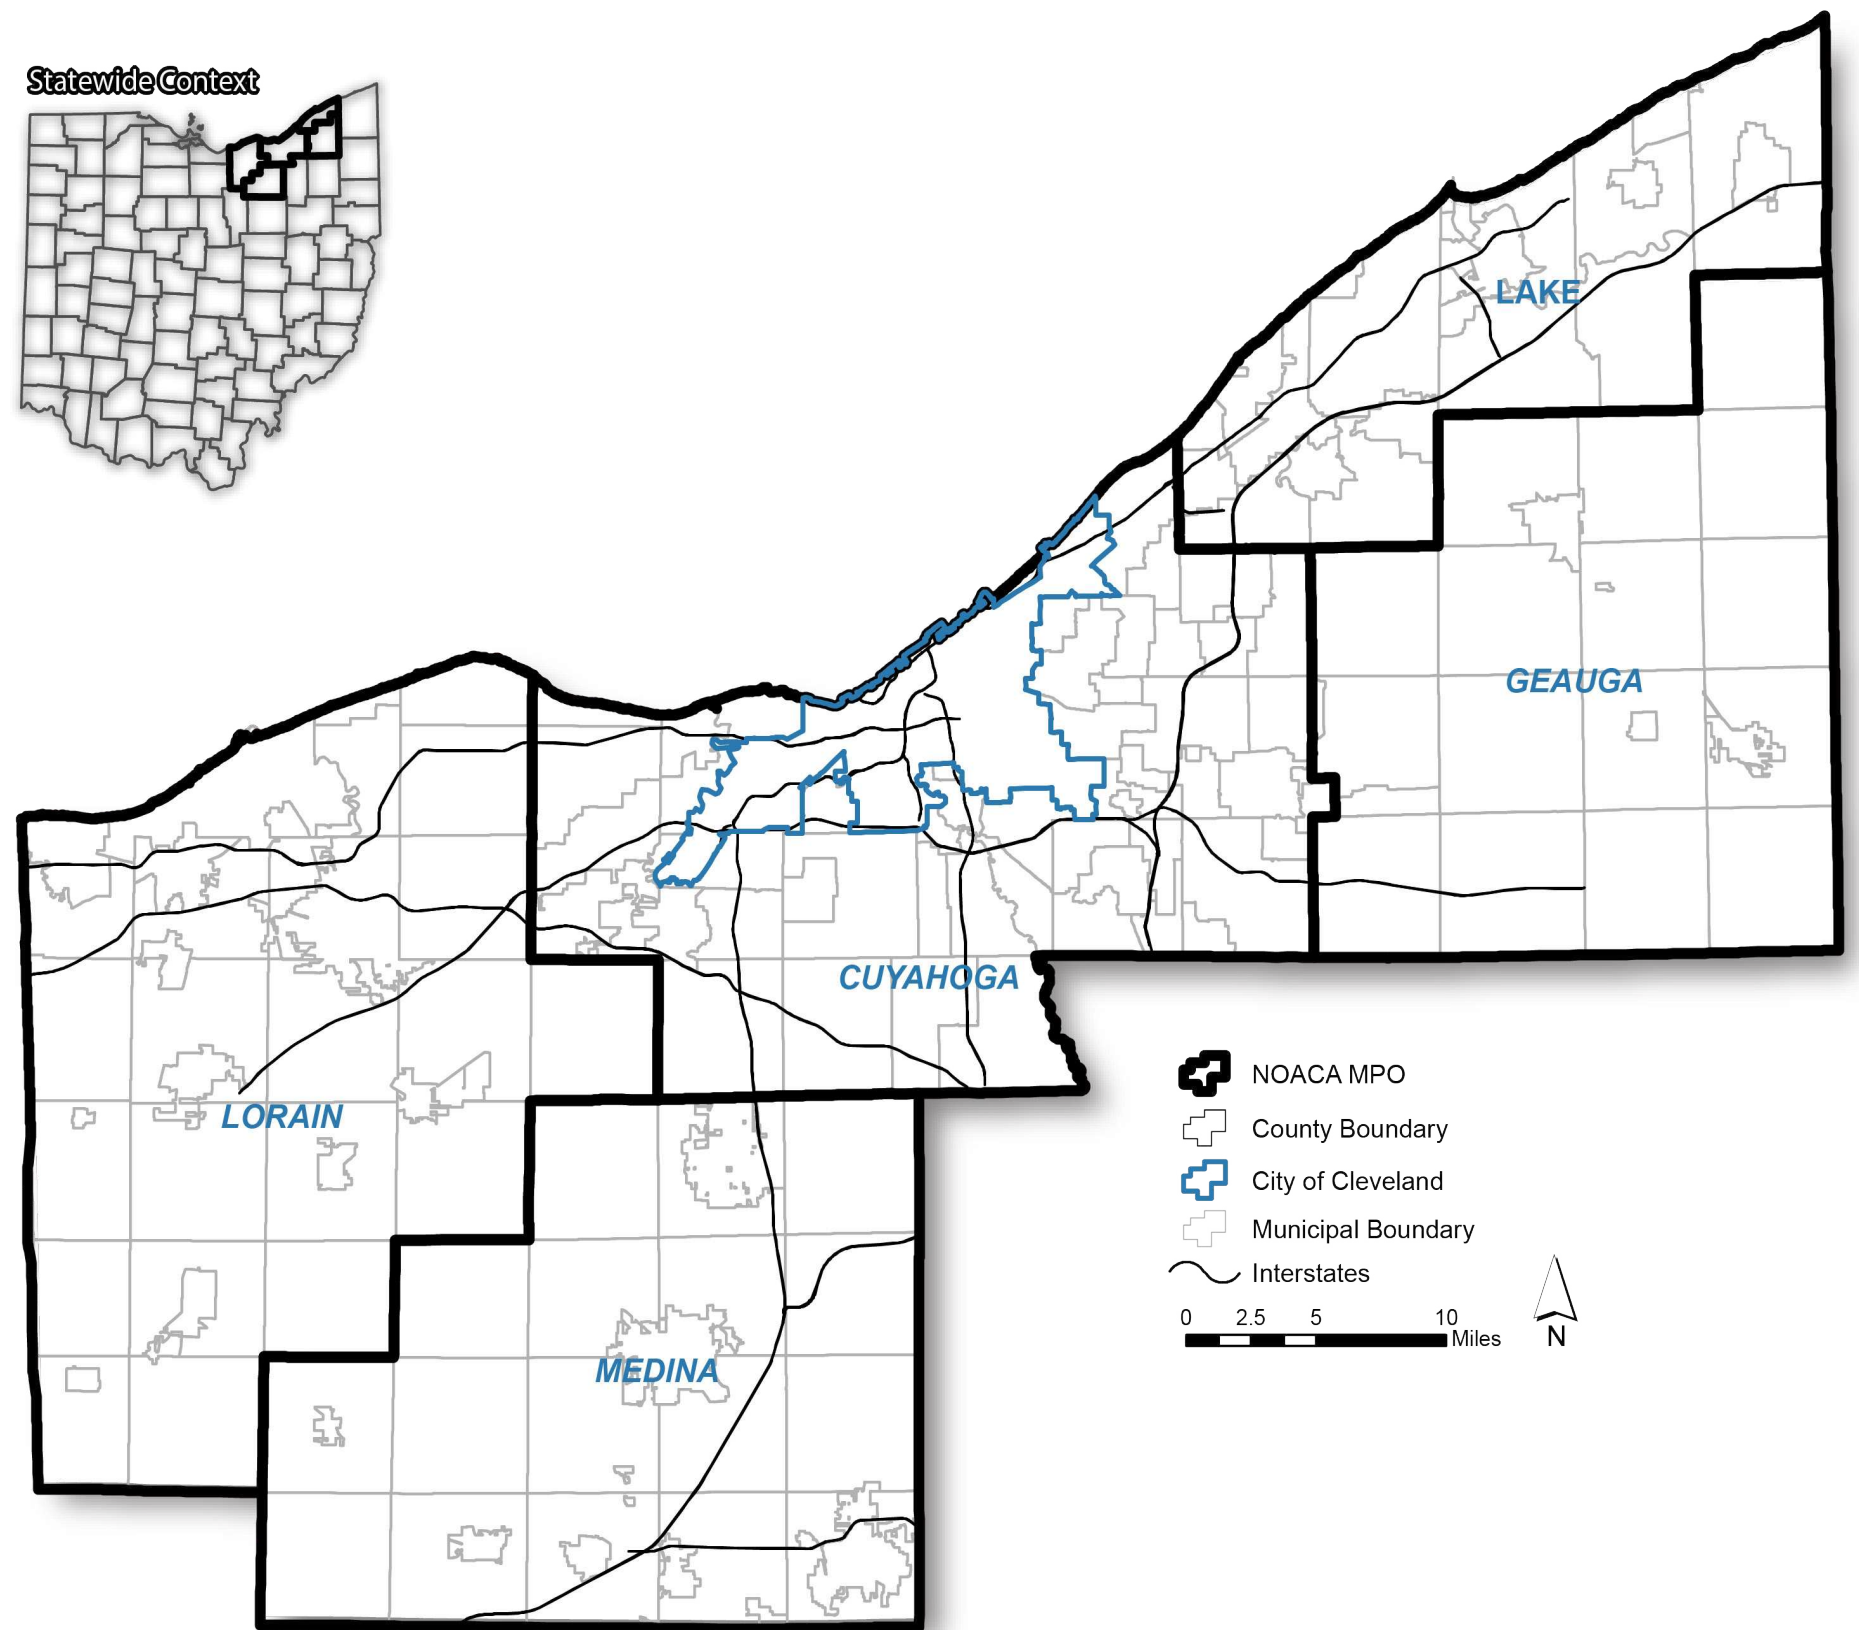 Statewide Context
LAKE
GEAUGA
CUYAHOGA
LORAIN
MEDINA
NOACA MPO
County Boundary
City of Cleveland
Municipal Boundary
Interstates
0 2.5 5 10
Miles
N